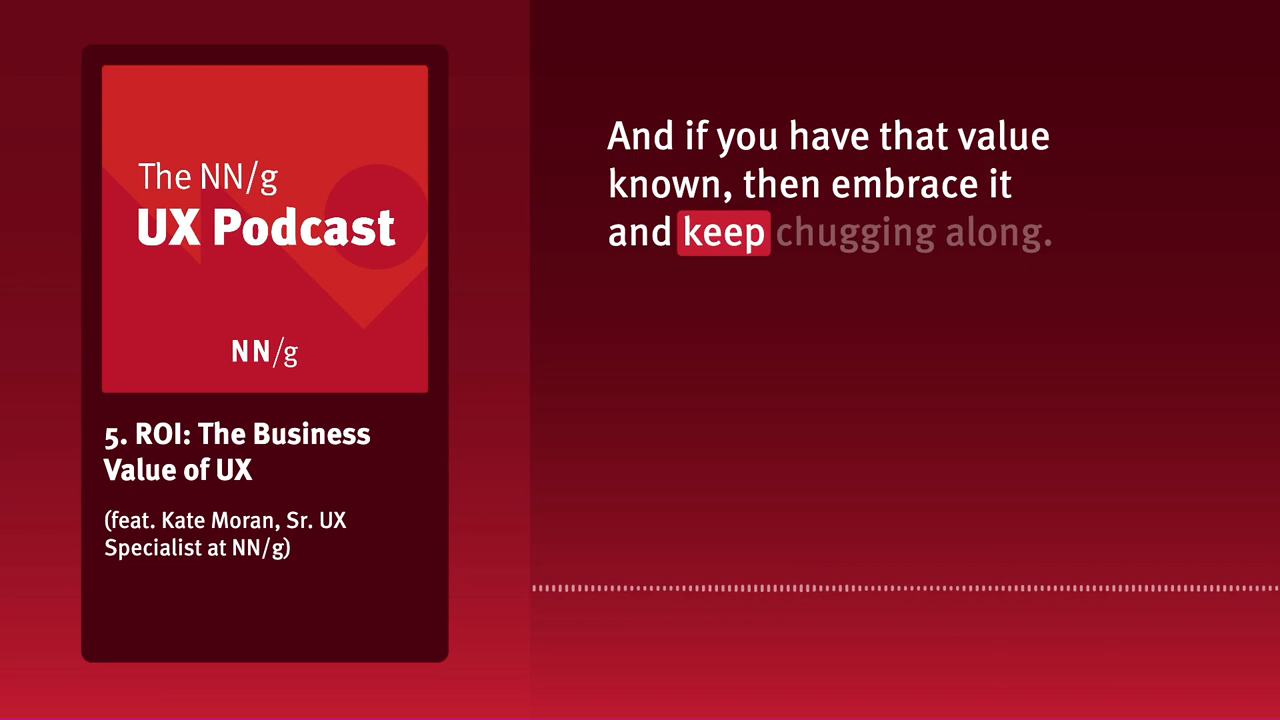 The NN/g
UX Podcast
NN/g
5. ROI: The Business
Value of UX
(feat. Kate Moran, Sr. UX
Specialist at NN/g)
And if you have that value
known, then embrace it
and keep chugging along.